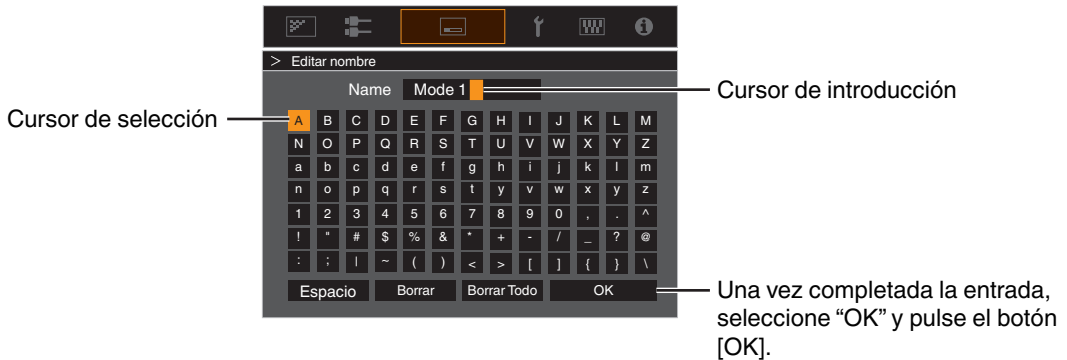 > Editar nombre
Name Mode 1
Cursor de introducción
Cursor de selección
A B C D E F G H I J K L M
N O P Q R S T U V W X Y Z
a b c d e f g h i j k l m
n o p q r s t y v w x y z
1 2 3 4 5 6 7 8 9 0 , . ^
! " # $ % & * + - / _ ? @
: ; | ~ ( ) < > [ ] { } \
Espacio Borrar Borrar Todo OK
Una vez completada la entrada,
seleccione “OK” y pulse el botón
[OK].